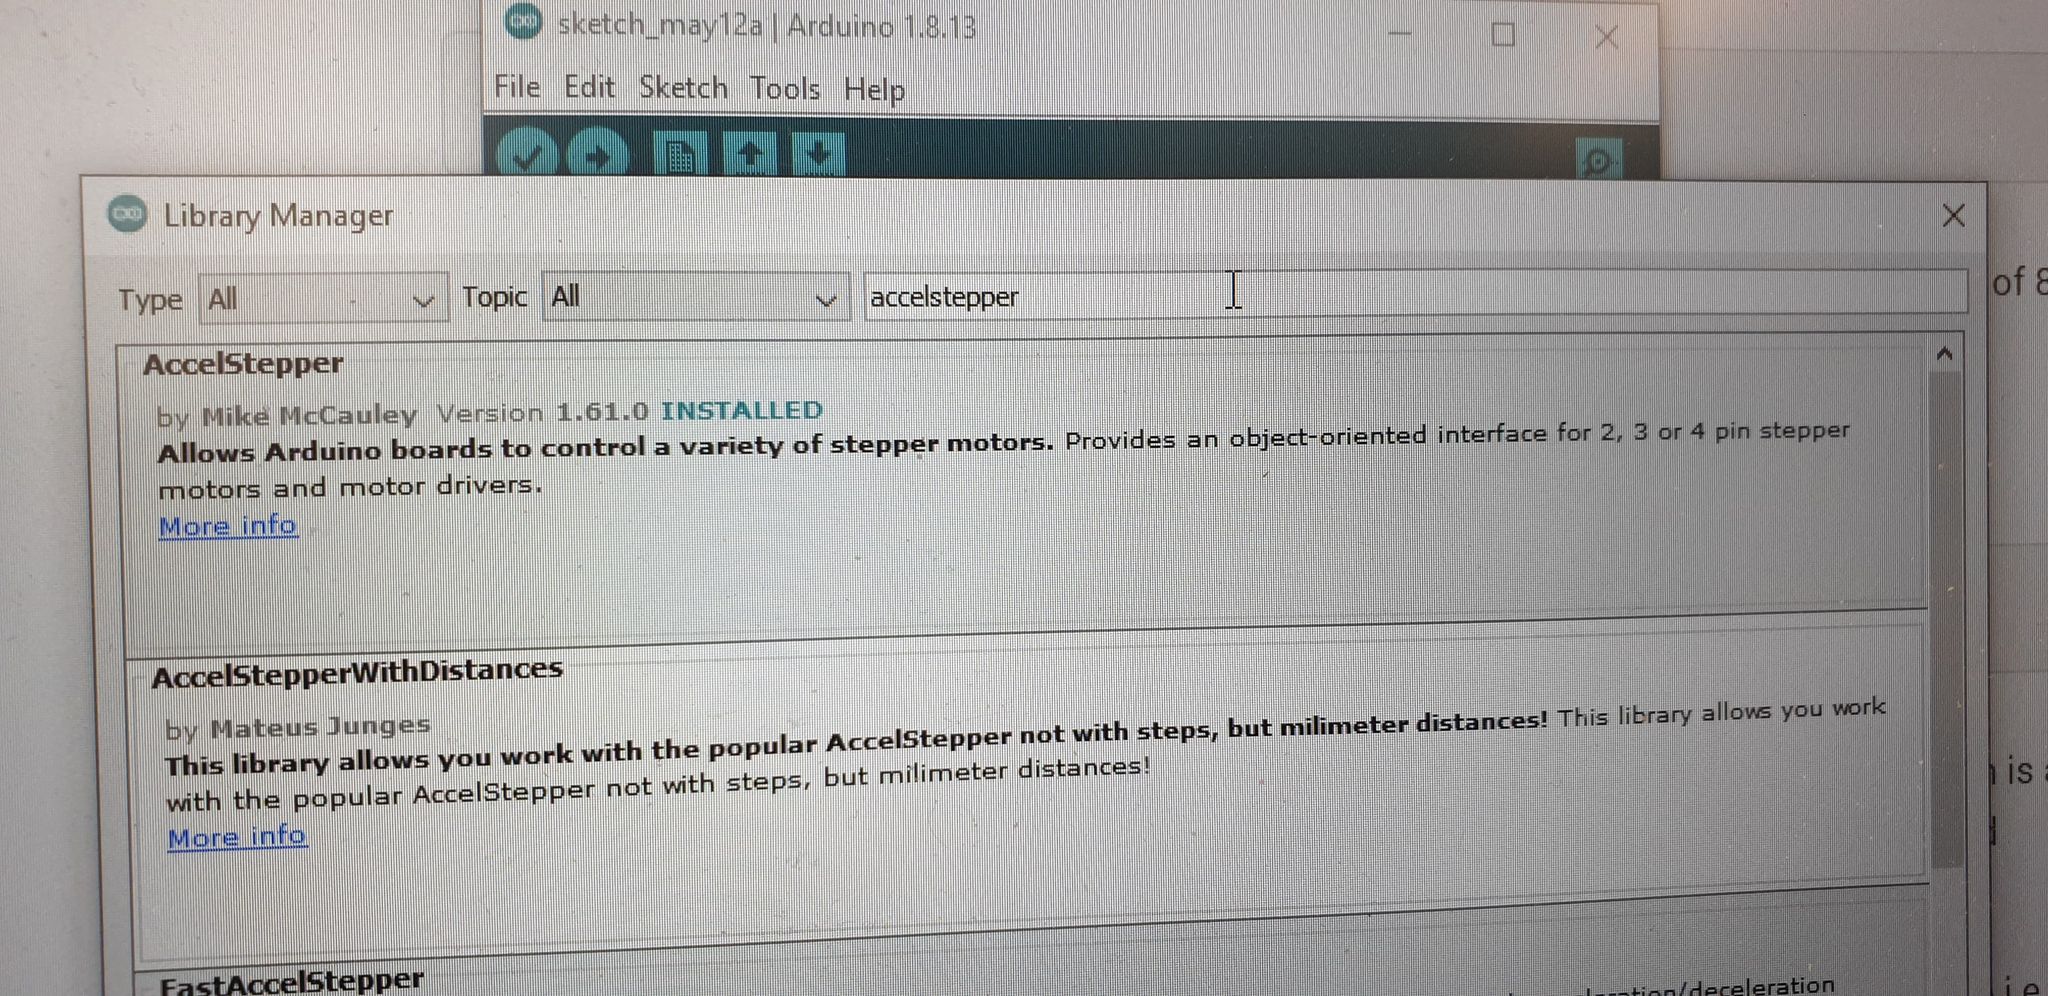 sketch_may12a | Arduino 1.8.13
File Edit Sketch Tools Help
Library Manager
Type All Topic All accelstepper
of 8
AccelStepper
by Mike McCauley Version 1.61.0 INSTALLED
Allows Arduino boards to control a variety of stepper motors. Provides an object-oriented interface for 2, 3 or 4 pin stepper
motors and motor drivers.
More info
AccelStepperWithDistances
by Mateus Junges
This library allows you work with the popular AccelStepper not with steps, but milimeter distances! This library allows you work
with the popular AccelStepper not with steps, but milimeter distances!
More info
is
FastAccelStepper
/deceleration